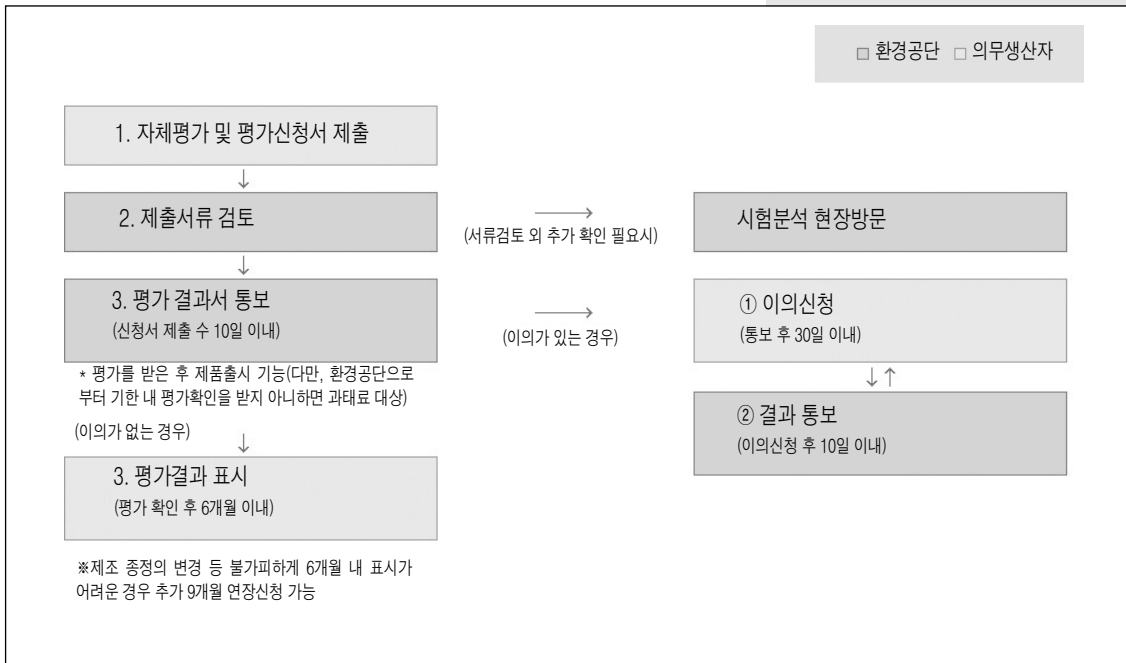 □ 환경공단 □ 의무생산자
1. 자체평가 및 평가신청서 제출
↓
2. 제출서류 검토
→
(서류검토 외 추가 확인 필요시)
시험분석 현장방문
↓
3. 평가 결과서 통보
(신청서 제출 수 10일 이내)
→
(이의가 있는 경우)
① 이의신청
(통보 후 30일 이내)
↓↑
② 결과 통보
(이의신청 후 10일 이내)
* 평가를 받은 후 제품출시 기능(다만, 환경공단으로
부터 기한 내 평가확인을 받지 아니하면 과태료 대상)
(이의가 없는 경우)
↓
3. 평가결과 표시
(평가 확인 후 6개월 이내)
※제조 종정의 변경 등 불가피하게 6개월 내 표시가
어려운 경우 추가 9개월 연장신청 가능